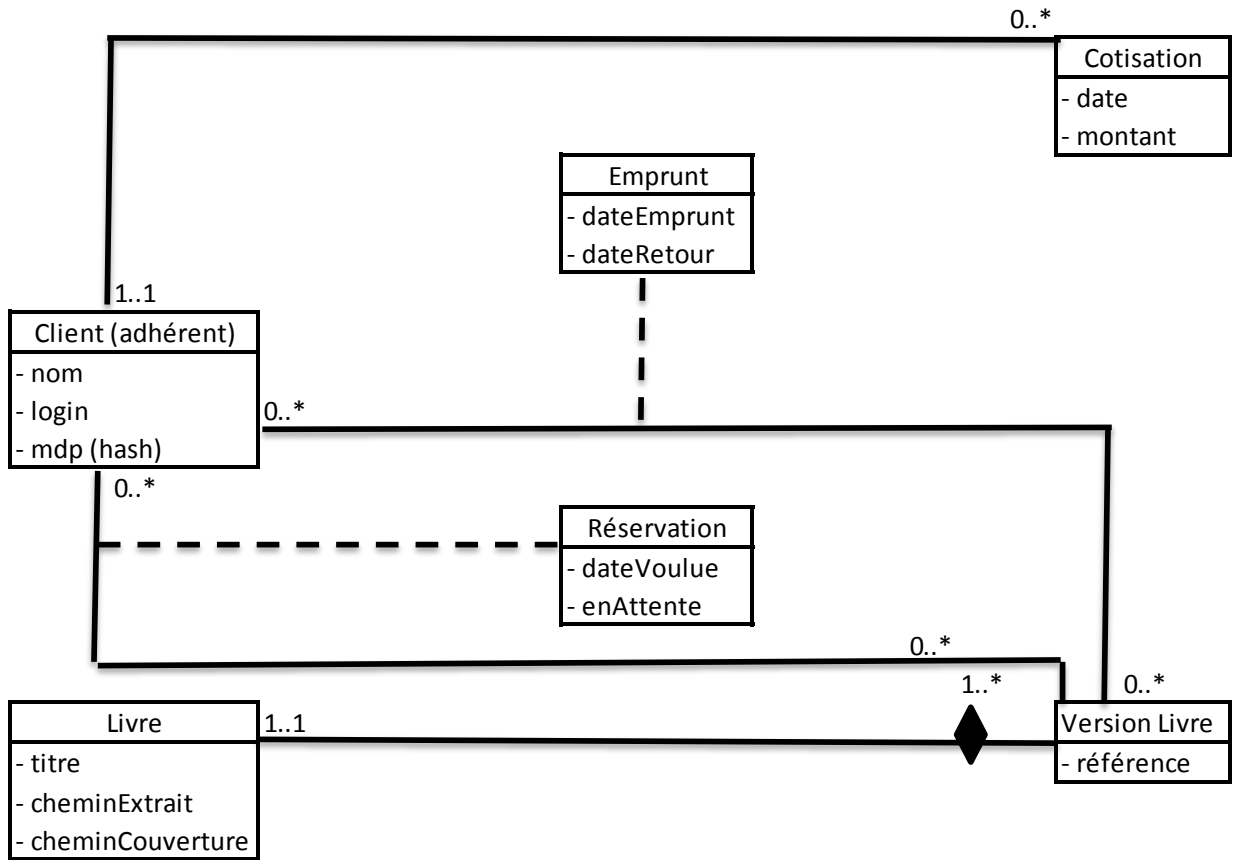 0..*
Cotisation
- date
- montant
Emprunt
- dateEmprunt
- dateRetour
1..1
Client (adhérent)
- nom
- login
- mdp (hash)
0..*
0..*
Réservation
- dateVoulue
- enAttente
0..*
1..*
0..*
Livre
- titre
- cheminExtrait
- cheminCouverture
1..1
Version Livre
- référence